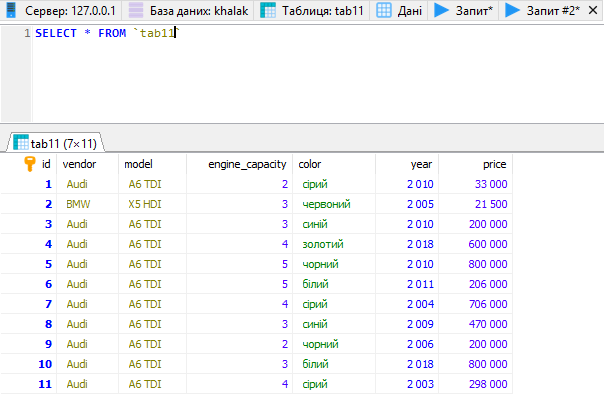 Сервер: 127.0.0.1 База даних: khalak Таблиця: tab11 Дані Запит* Запит #2*
1 SELECT * FROM `tab11`
tab11 (7×11)
id vendor model engine_capacity color year price
1 Audi A6 TDI 2 сірий 2 010 33 000
2 BMW X5 HDI 3 червоний 2 005 21 500
3 Audi A6 TDI 3 синій 2 010 200 000
4 Audi A6 TDI 4 золотий 2 018 600 000
5 Audi A6 TDI 5 чорний 2 010 800 000
6 Audi A6 TDI 5 білий 2 011 206 000
7 Audi A6 TDI 4 сірий 2 004 706 000
8 Audi A6 TDI 3 синій 2 009 470 000
9 Audi A6 TDI 2 чорний 2 006 200 000
10 Audi A6 TDI 3 білий 2 018 800 000
11 Audi A6 TDI 4 сірий 2 003 298 000